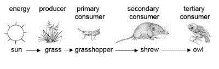 energy producer primary consumer secondary consumer tertiary consumer
sun → grass → grasshopper → shrew → owl